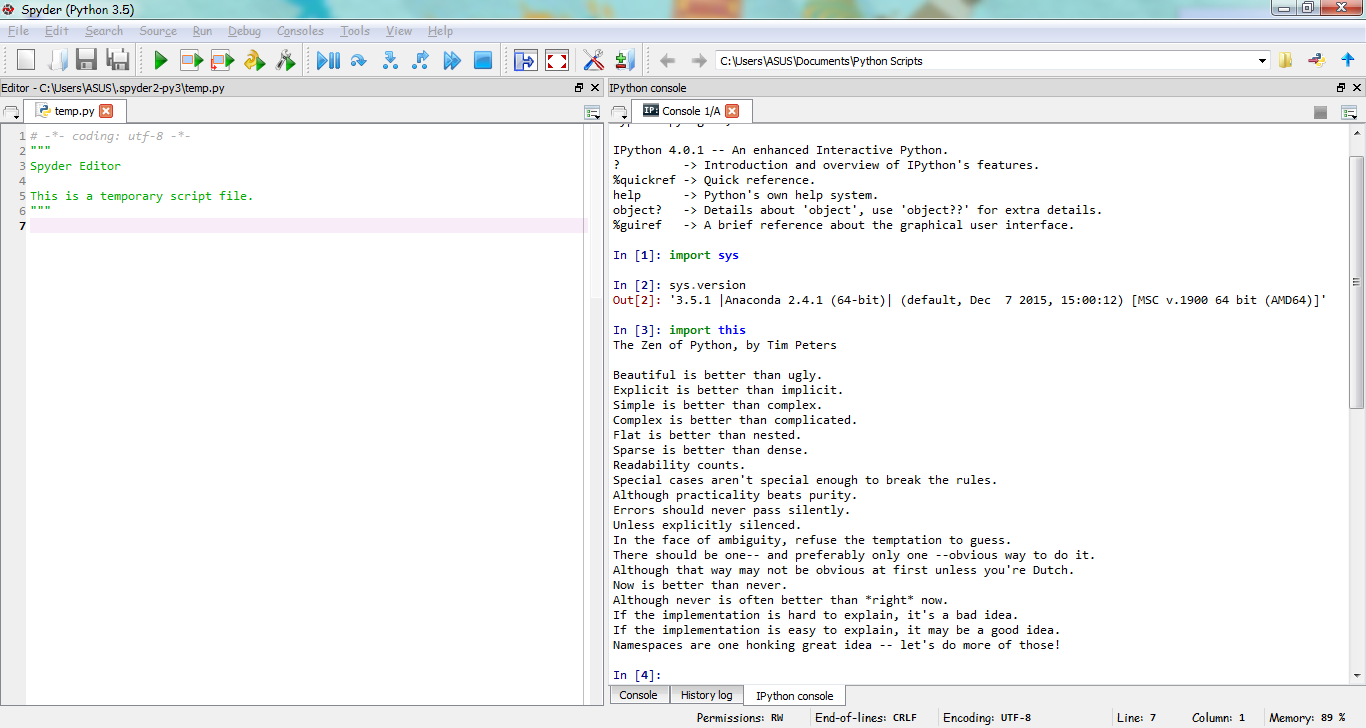 Spyder (Python 3.5)
File Edit Search Source Run Debug Consoles Tools View Help
C:\Users\ASUS\Documents\Python Scripts
Editor - C:\Users\ASUS\.spyder2-py3\temp.py
temp.py
1 # -*- coding: utf-8 -*-
2 """
3 Spyder Editor
4
5 This is a temporary script file.
6 """
7
IPython console
IP: Console 1/A
IPython 4.0.1 -- An enhanced Interactive Python.
?         -> Introduction and overview of IPython's features.
%quickref -> Quick reference.
help      -> Python's own help system.
object?   -> Details about 'object', use 'object??' for extra details.
%guiref   -> A brief reference about the graphical user interface.
In [1]: import sys
In [2]: sys.version
Out[2]: '3.5.1 |Anaconda 2.4.1 (64-bit)| (default, Dec  7 2015, 15:00:12) [MSC v.1900 64 bit (AMD64)]'
In [3]: import this
The Zen of Python, by Tim Peters
Beautiful is better than ugly.
Explicit is better than implicit.
Simple is better than complex.
Complex is better than complicated.
Flat is better than nested.
Sparse is better than dense.
Readability counts.
Special cases aren't special enough to break the rules.
Although practicality beats purity.
Errors should never pass silently.
Unless explicitly silenced.
In the face of ambiguity, refuse the temptation to guess.
There should be one-- and preferably only one --obvious way to do it.
Although that way may not be obvious at first unless you're Dutch.
Now is better than never.
Although never is often better than *right* now.
If the implementation is hard to explain, it's a bad idea.
If the implementation is easy to explain, it may be a good idea.
Namespaces are one honking great idea -- let's do more of those!
In [4]:
Console History log IPython console
Permissions: RW End-of-lines: CRLF Encoding: UTF-8 Line: 7 Column: 1 Memory: 89 %